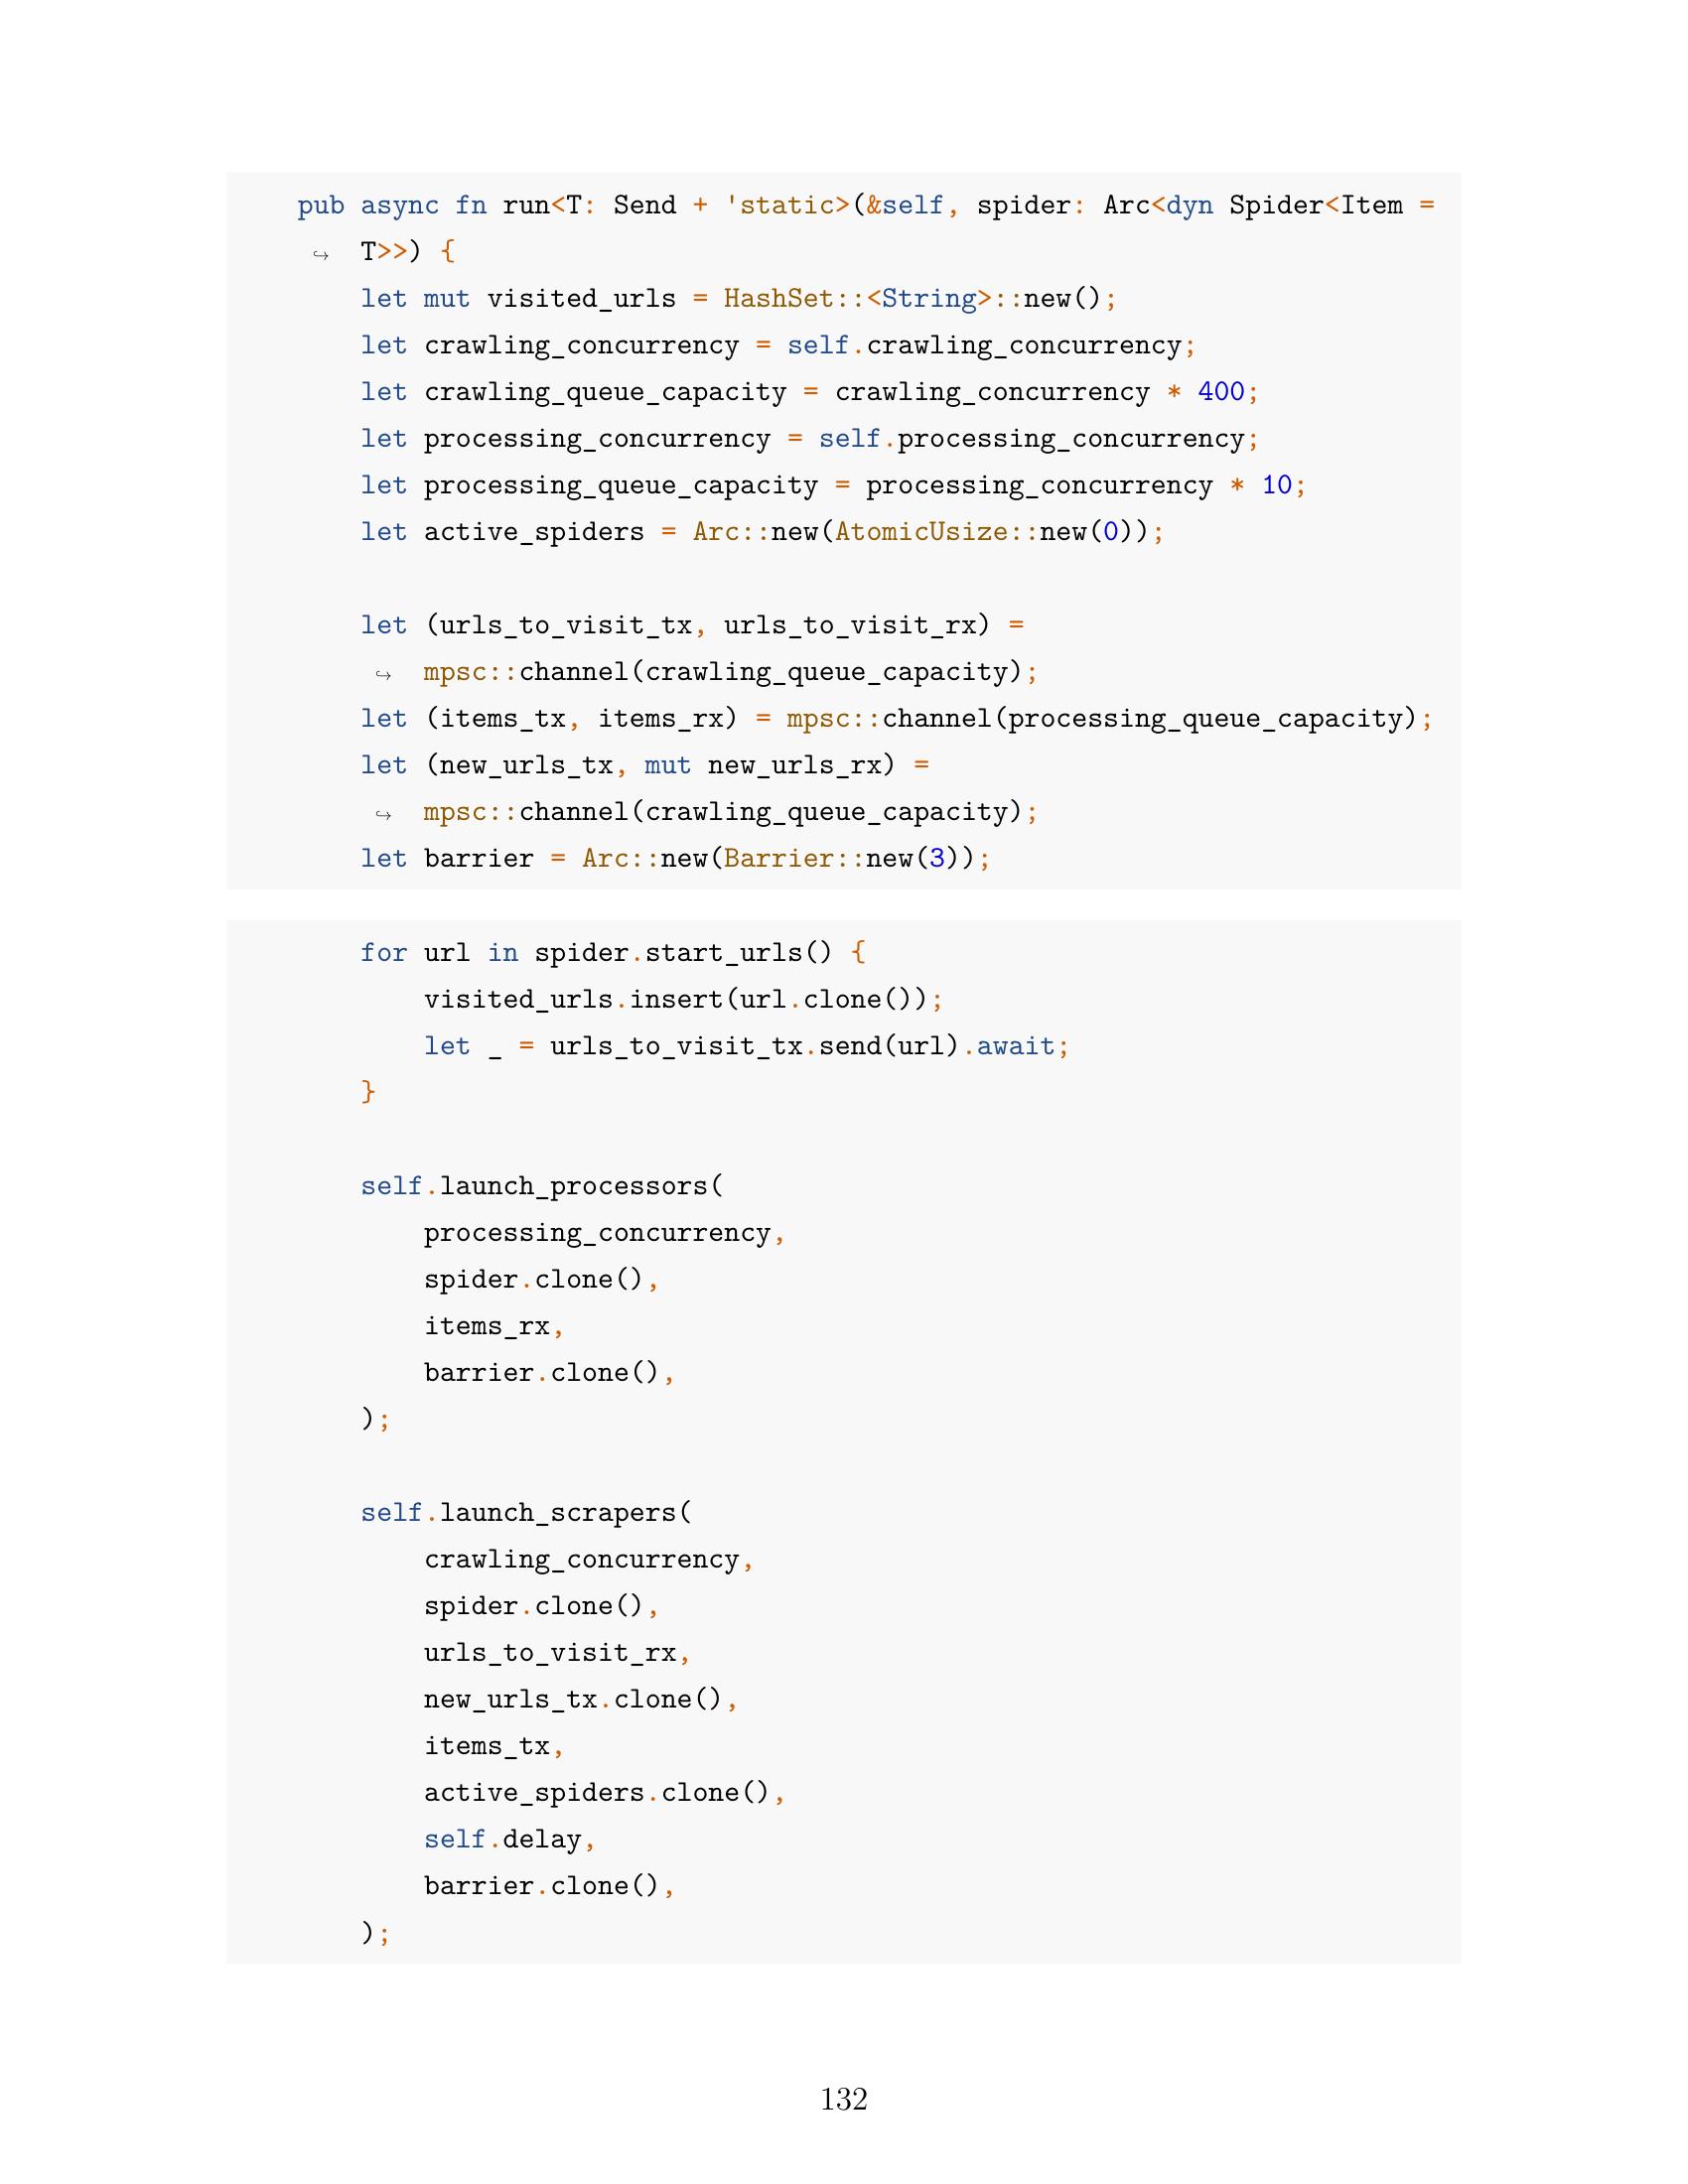 pub async fn run<T: Send + 'static>(&self, spider: Arc<dyn Spider<Item =
↪ T>>) {
let mut visited_urls = HashSet::<String>::new();
let crawling_concurrency = self.crawling_concurrency;
let crawling_queue_capacity = crawling_concurrency * 400;
let processing_concurrency = self.processing_concurrency;
let processing_queue_capacity = processing_concurrency * 10;
let active_spiders = Arc::new(AtomicUsize::new(0));
let (urls_to_visit_tx, urls_to_visit_rx) =
↪ mpsc::channel(crawling_queue_capacity);
let (items_tx, items_rx) = mpsc::channel(processing_queue_capacity);
let (new_urls_tx, mut new_urls_rx) =
↪ mpsc::channel(crawling_queue_capacity);
let barrier = Arc::new(Barrier::new(3));
for url in spider.start_urls() {
visited_urls.insert(url.clone());
let _ = urls_to_visit_tx.send(url).await;
}
self.launch_processors(
processing_concurrency,
spider.clone(),
items_rx,
barrier.clone(),
);
self.launch_scrapers(
crawling_concurrency,
spider.clone(),
urls_to_visit_rx,
new_urls_tx.clone(),
items_tx,
active_spiders.clone(),
self.delay,
barrier.clone(),
);
132